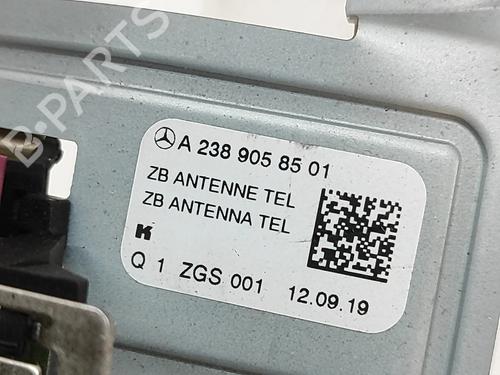 B-PARTS
A 238 905 85 01
ZB ANTENNE TEL
ZB ANTENNA TEL
K
Q 1 ZGS 001 12.09.19